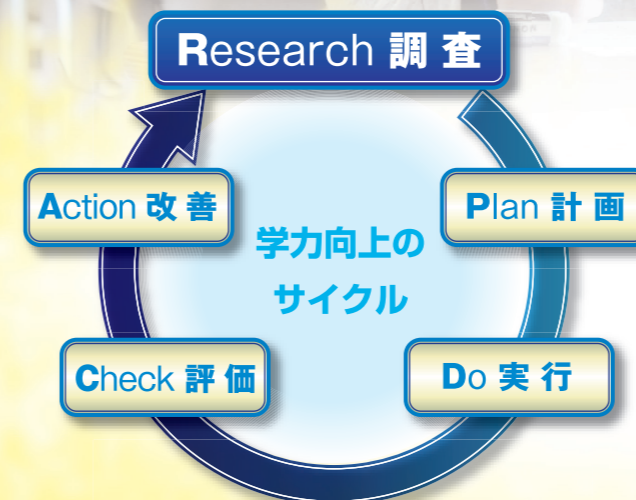 Research 調査
Plan 計画
Do 実行
Check 評価
Action 改善
学力向上の
サイクル